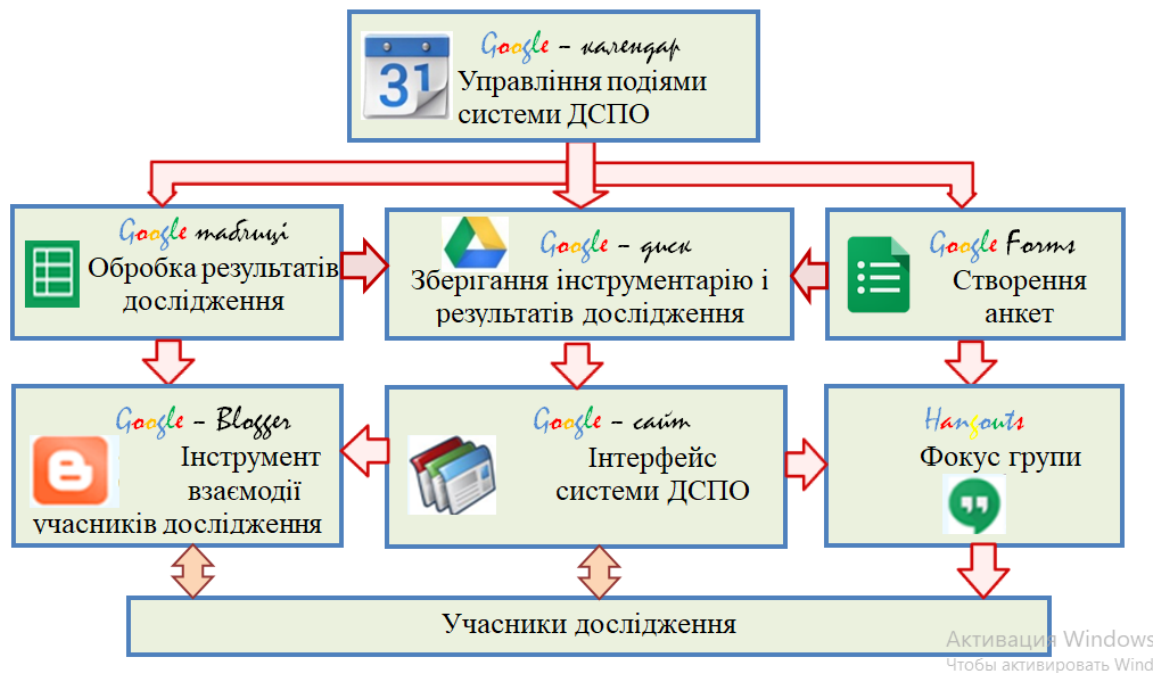 Google – календар
31
Управління подіями
системи ДСПО
Google таблиці
Обробка результатів
дослідження
Google – диск
Зберігання інструментарію і
результатів дослідження
Google Forms
Створення
анкет
Google – Blogger
Інструмент
взаємодії
учасників дослідження
Google – сайт
Інтерфейс
системи ДСПО
Hangouts
Фокус групи
Учасники дослідження
Активация Windows
Чтобы активировать Wind